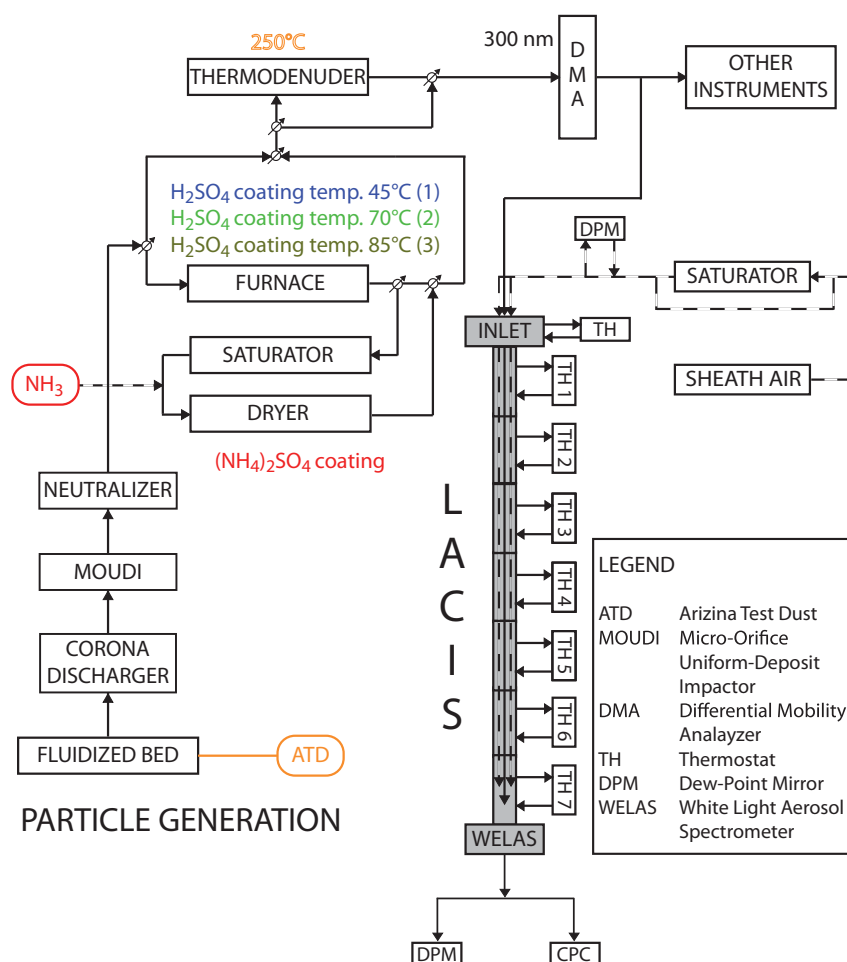 250°C
THERMODENUDER
300 nm
D
M
A
OTHER
INSTRUMENTS
H2SO4 coating temp. 45°C (1)
H2SO4 coating temp. 70°C (2)
H2SO4 coating temp. 85°C (3)
DPM
FURNACE
SATURATOR
INLET
TH
SATURATOR
NH3
DRYER
SHEATH AIR
TH 1
(NH4)2SO4 coating
TH 2
NEUTRALIZER
L
A
C
I
S
TH 3
MOUDI
TH 4
CORONA
DISCHARGER
TH 5
FLUIDIZED BED
ATD
TH 6
PARTICLE GENERATION
TH 7
WELAS
DPM
CPC
LEGEND
ATD Arizina Test Dust
MOUDI Micro-Orifice
Uniform-Deposit
Impactor
DMA Differential Mobility
Analayzer
TH Thermostat
DPM Dew-Point Mirror
WELAS White Light Aerosol
Spectrometer